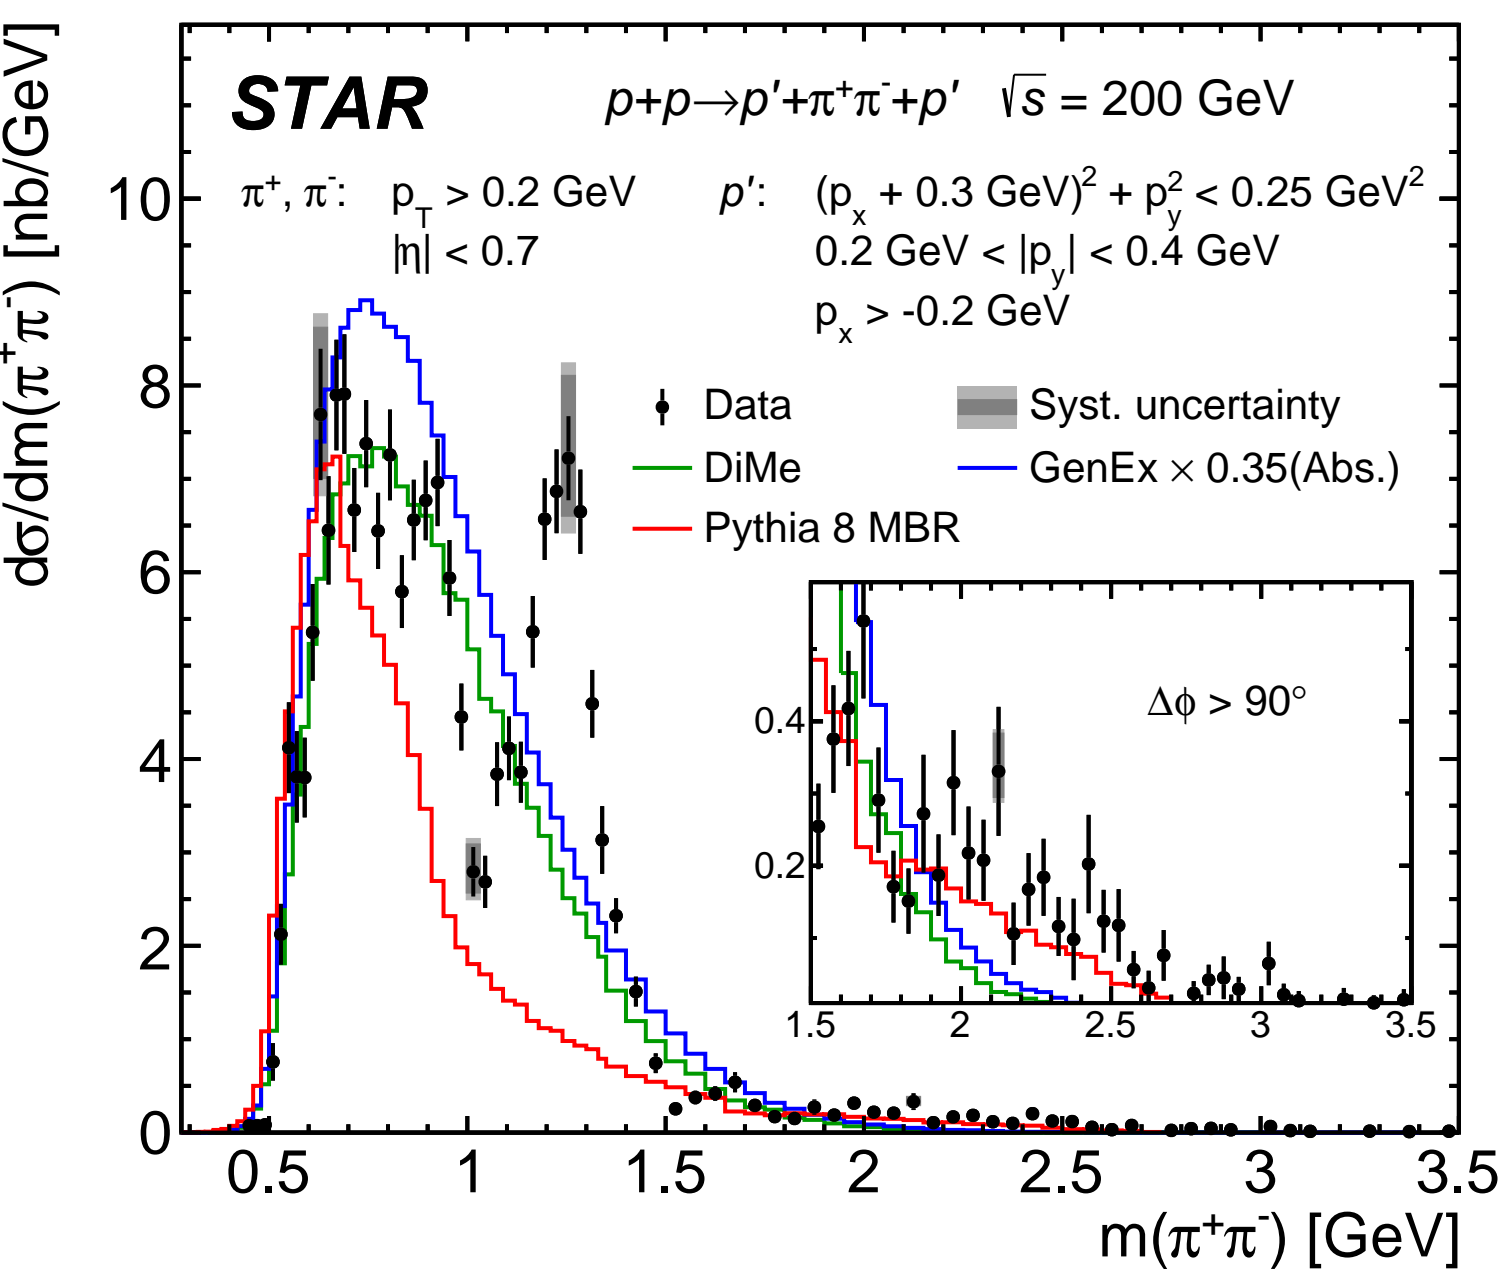 STAR p+p→p′+π⁺π⁻+p′ √s = 200 GeV
π⁺, π⁻: p_T > 0.2 GeV p′: (p_x + 0.3 GeV)² + p_y² < 0.25 GeV²
|η| < 0.7 0.2 GeV < |p_y| < 0.4 GeV
p_x > -0.2 GeV
Data Syst. uncertainty
DiMe GenEx × 0.35(Abs.)
Pythia 8 MBR
Δϕ > 90°
0.4
0.2
1.5 2 2.5 3 3.5
dσ/dm(π⁺π⁻) [nb/GeV]
10
8
6
4
2
0
0.5 1 1.5 2 2.5 3 3.5
m(π⁺π⁻) [GeV]